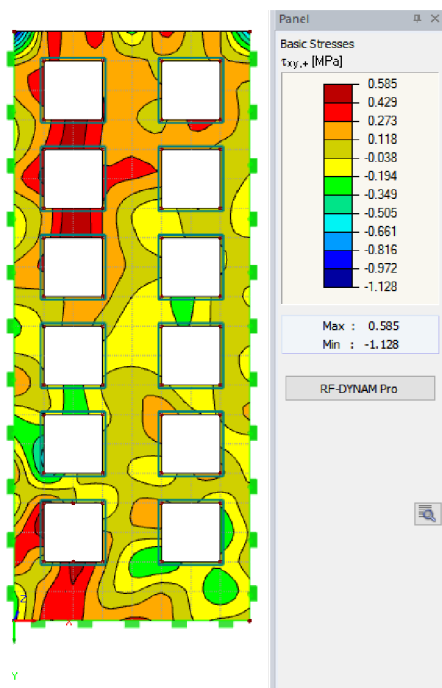 Panel
Basic Stresses
τxy,+ [MPa]
0.585
0.429
0.273
0.118
-0.038
-0.194
-0.349
-0.505
-0.661
-0.816
-0.972
-1.128
Max : 0.585
Min : -1.128
RF-DYNAM Pro
Z
X
Y